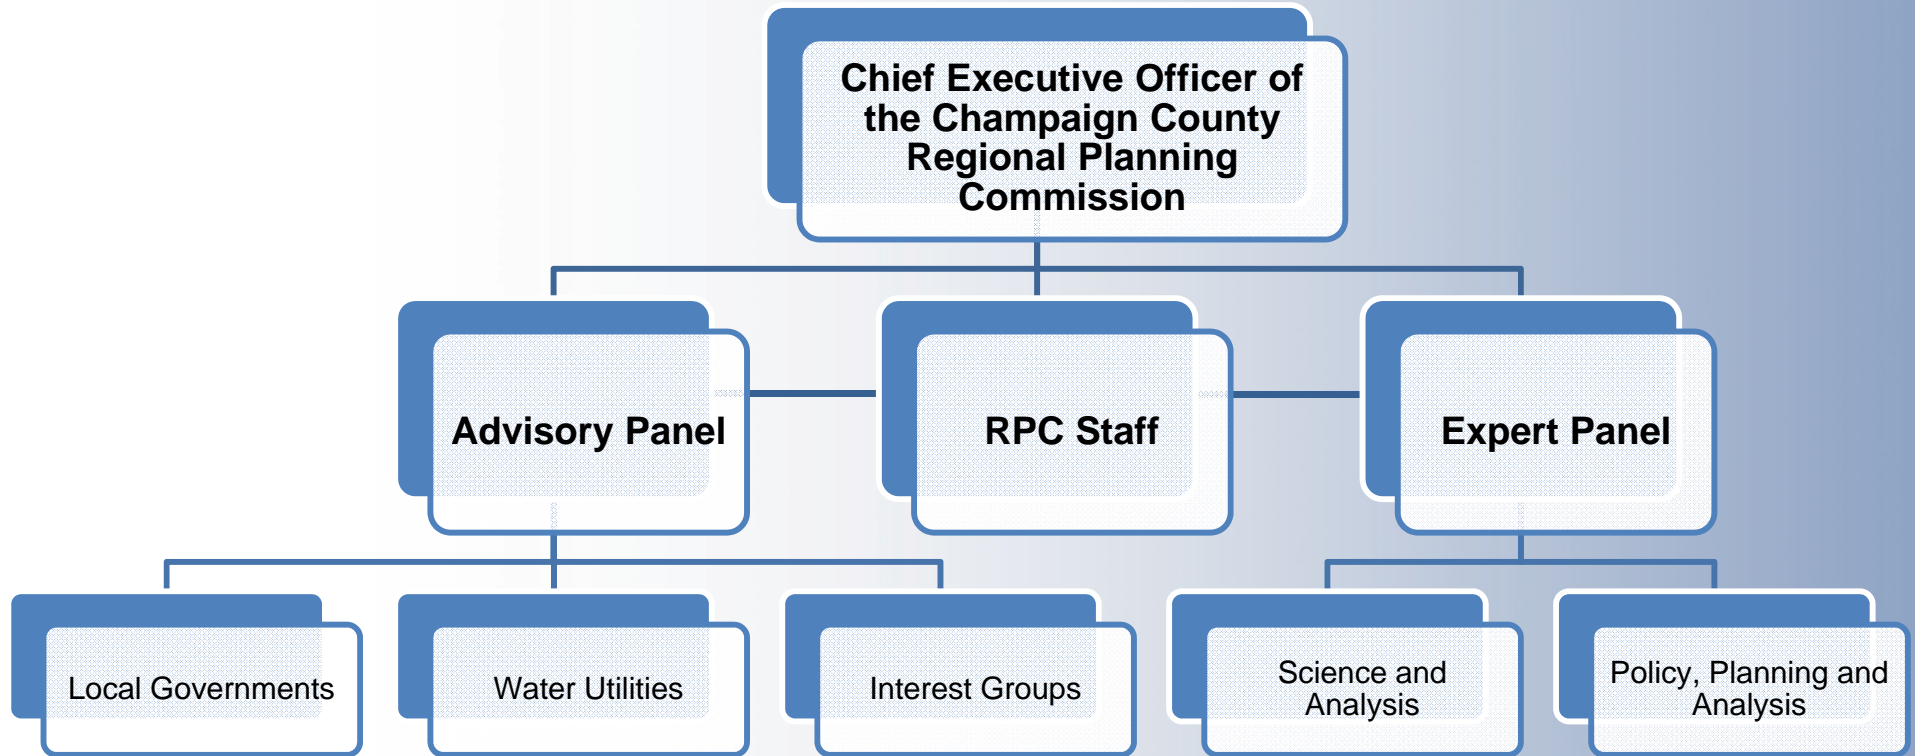 Chief Executive Officer of
the Champaign County
Regional Planning
Commission
Advisory Panel
RPC Staff
Expert Panel
Local Governments
Water Utilities
Interest Groups
Science and
Analysis
Policy, Planning and
Analysis